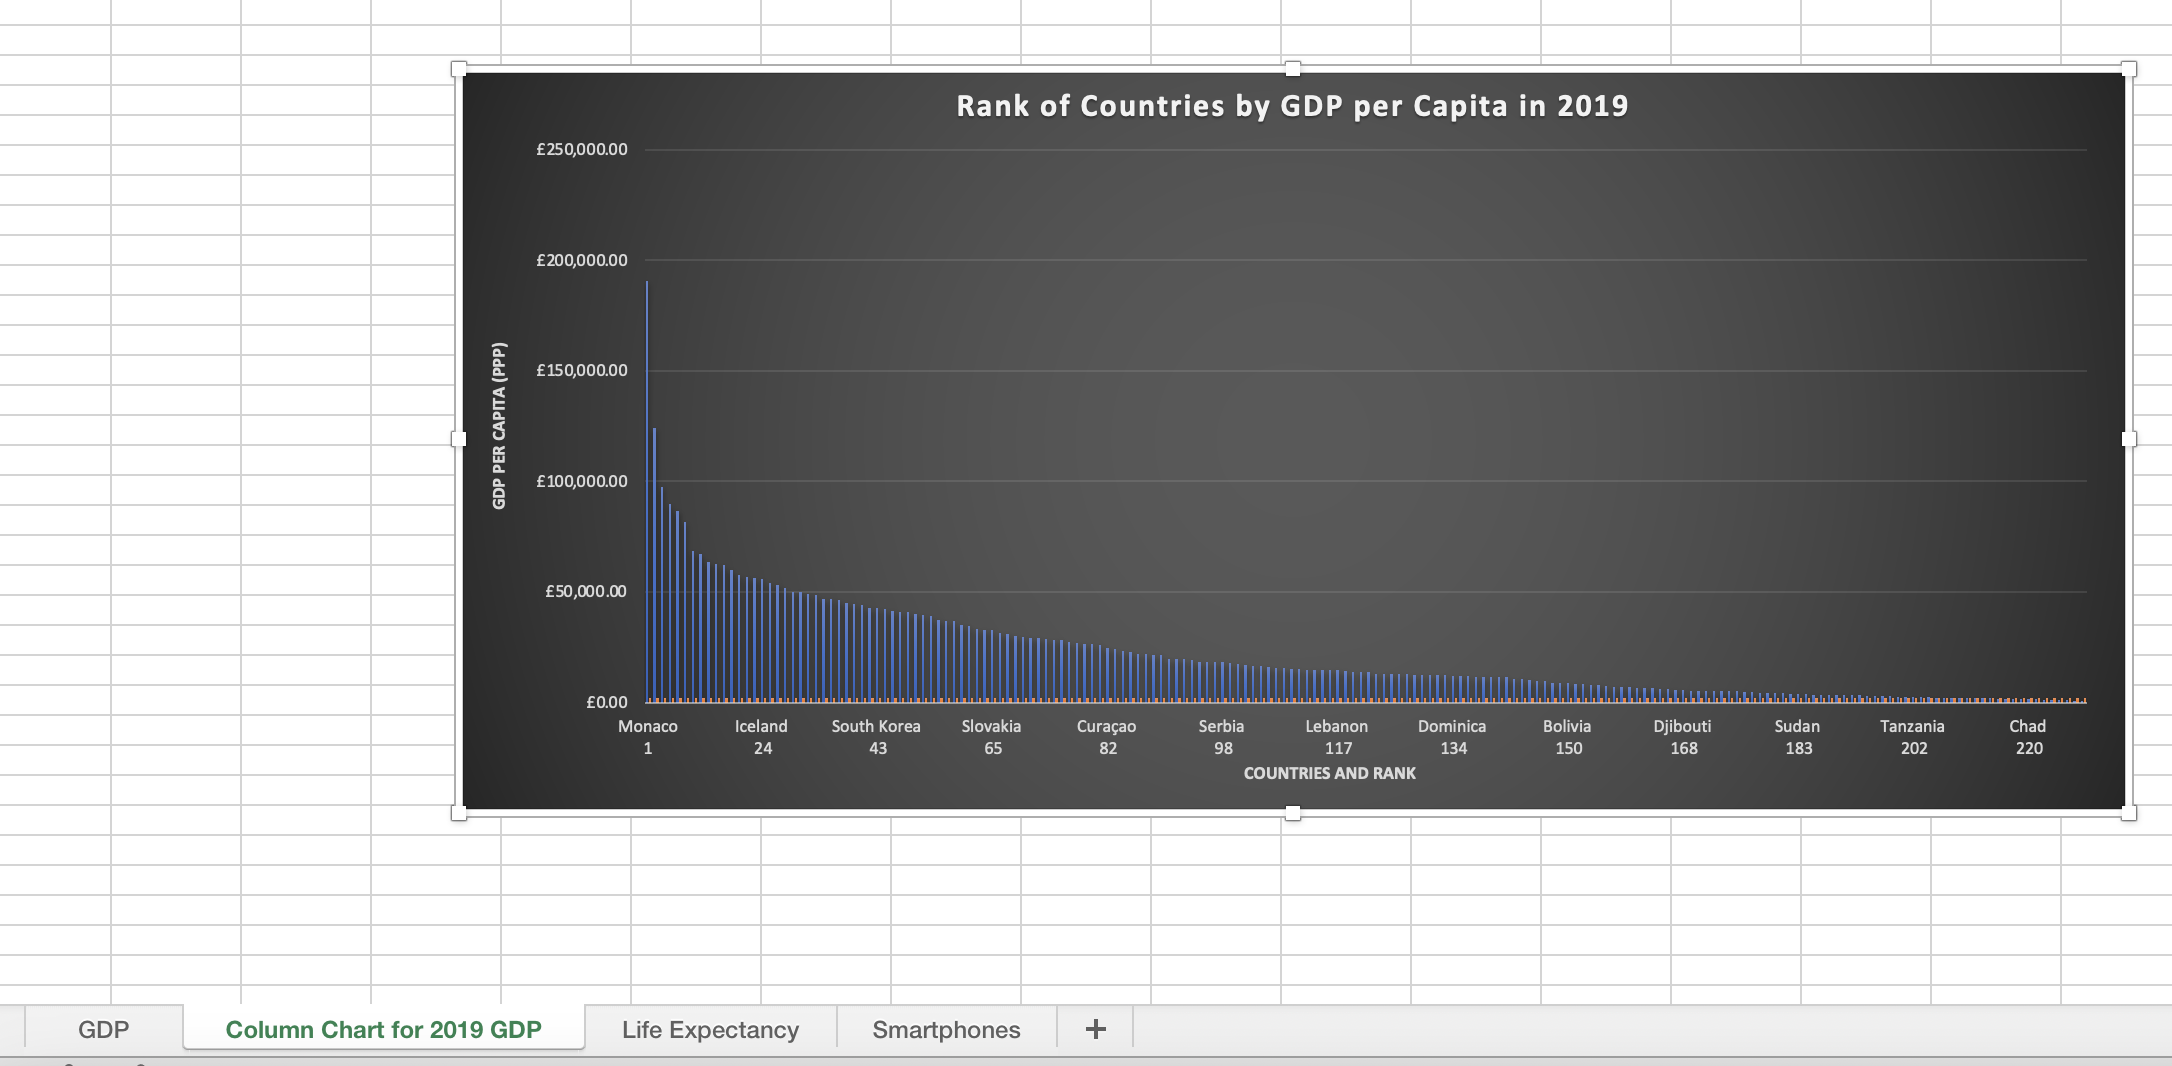 Rank of Countries by GDP per Capita in 2019
£250,000.00
£200,000.00
£150,000.00
£100,000.00
£50,000.00
£0.00
GDP PER CAPITA (PPP)
Monaco Iceland South Korea Slovakia Curaçao Serbia Lebanon Dominica Bolivia Djibouti Sudan Tanzania Chad
1 24 43 65 82 98 117 134 150 168 183 202 220
COUNTRIES AND RANK
GDP Column Chart for 2019 GDP Life Expectancy Smartphones +